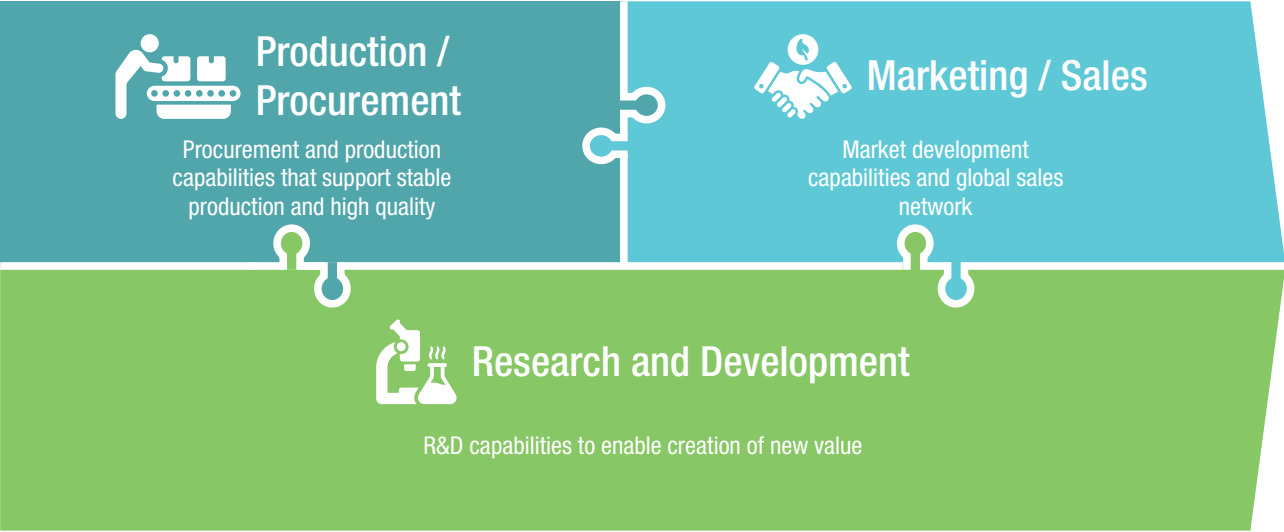 Production /
Procurement
Procurement and production
capabilities that support stable
production and high quality
Marketing / Sales
Market development
capabilities and global sales
network
Research and Development
R&D capabilities to enable creation of new value